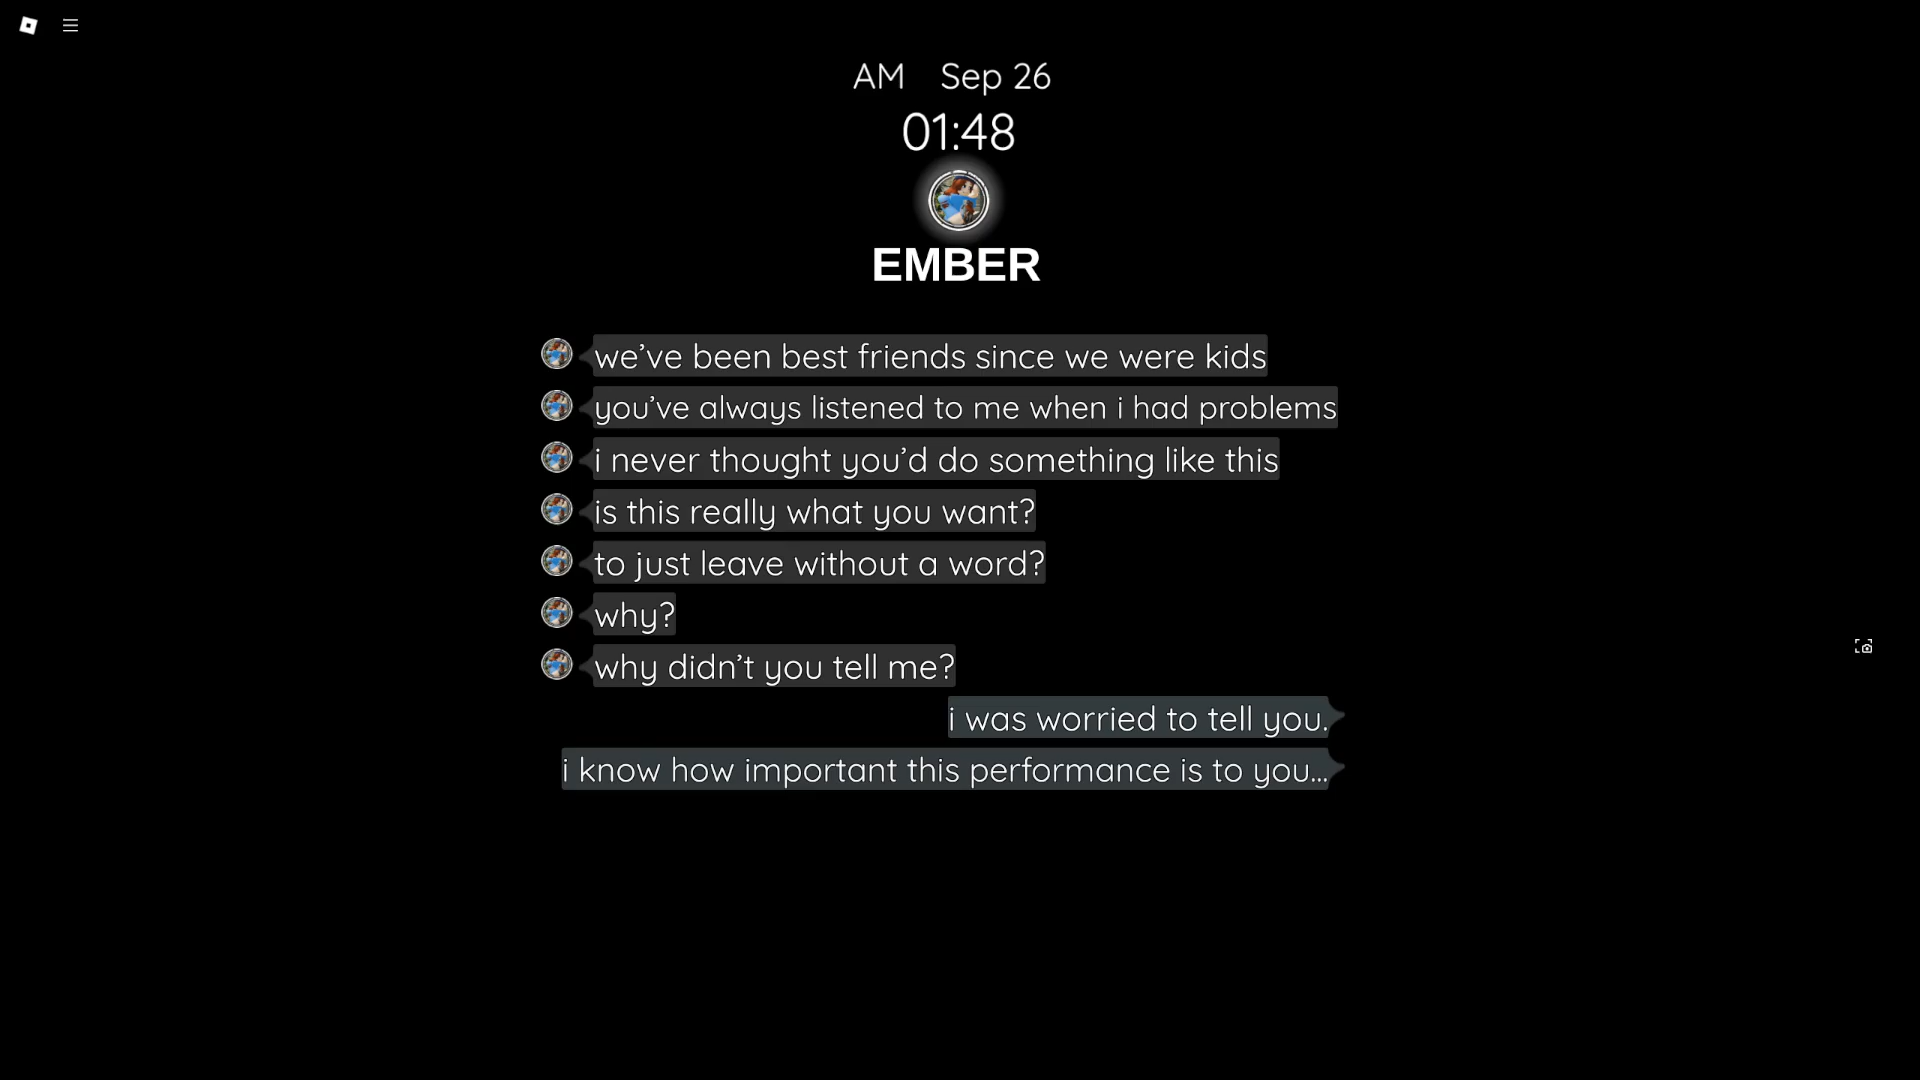 AM Sep 26
01:48
EMBER
we’ve been best friends since we were kids
you’ve always listened to me when i had problems
i never thought you’d do something like this
is this really what you want?
to just leave without a word?
why?
why didn’t you tell me?
i was worried to tell you.
i know how important this performance is to you...